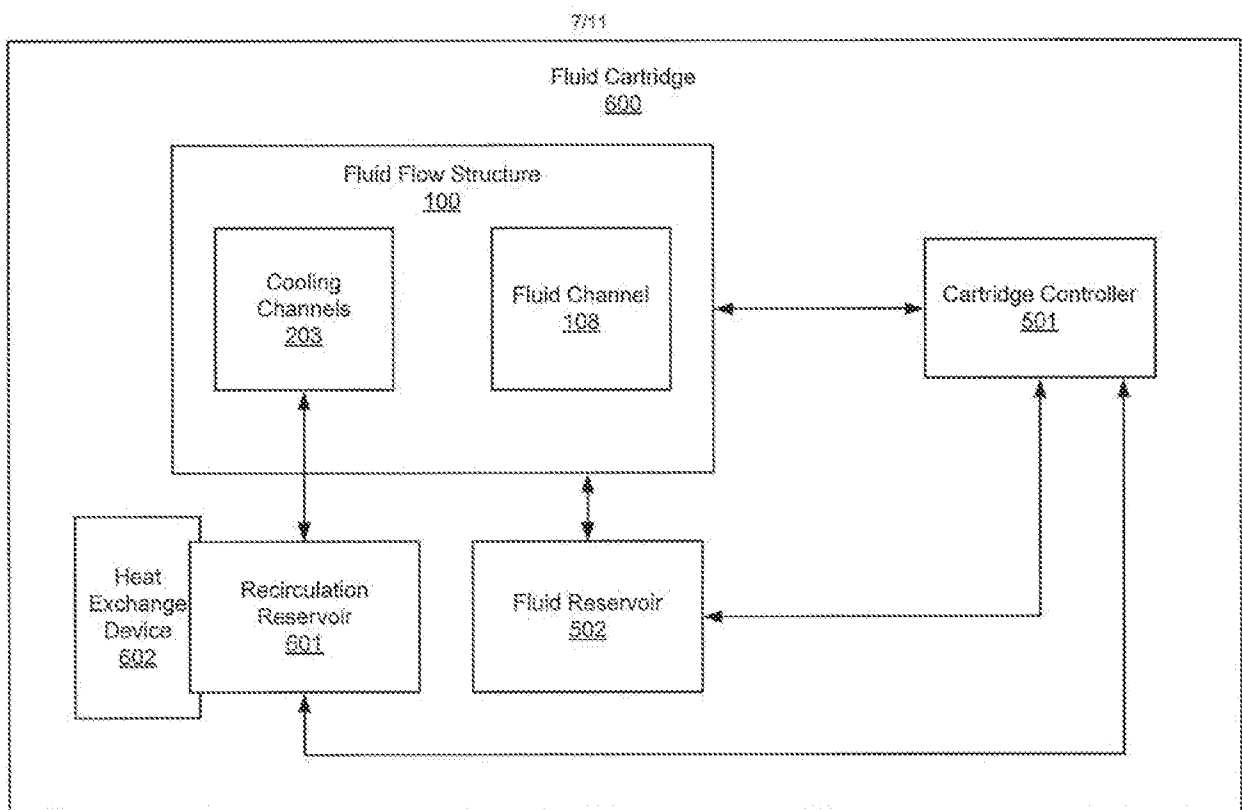 7/11
Fluid Cartridge
600
Fluid Flow Structure
100
Cooling
Channels
203
Fluid Channel
108
Cartridge Controller
501
Heat
Exchange
Device
602
Recirculation
Reservoir
601
Fluid Reservoir
502